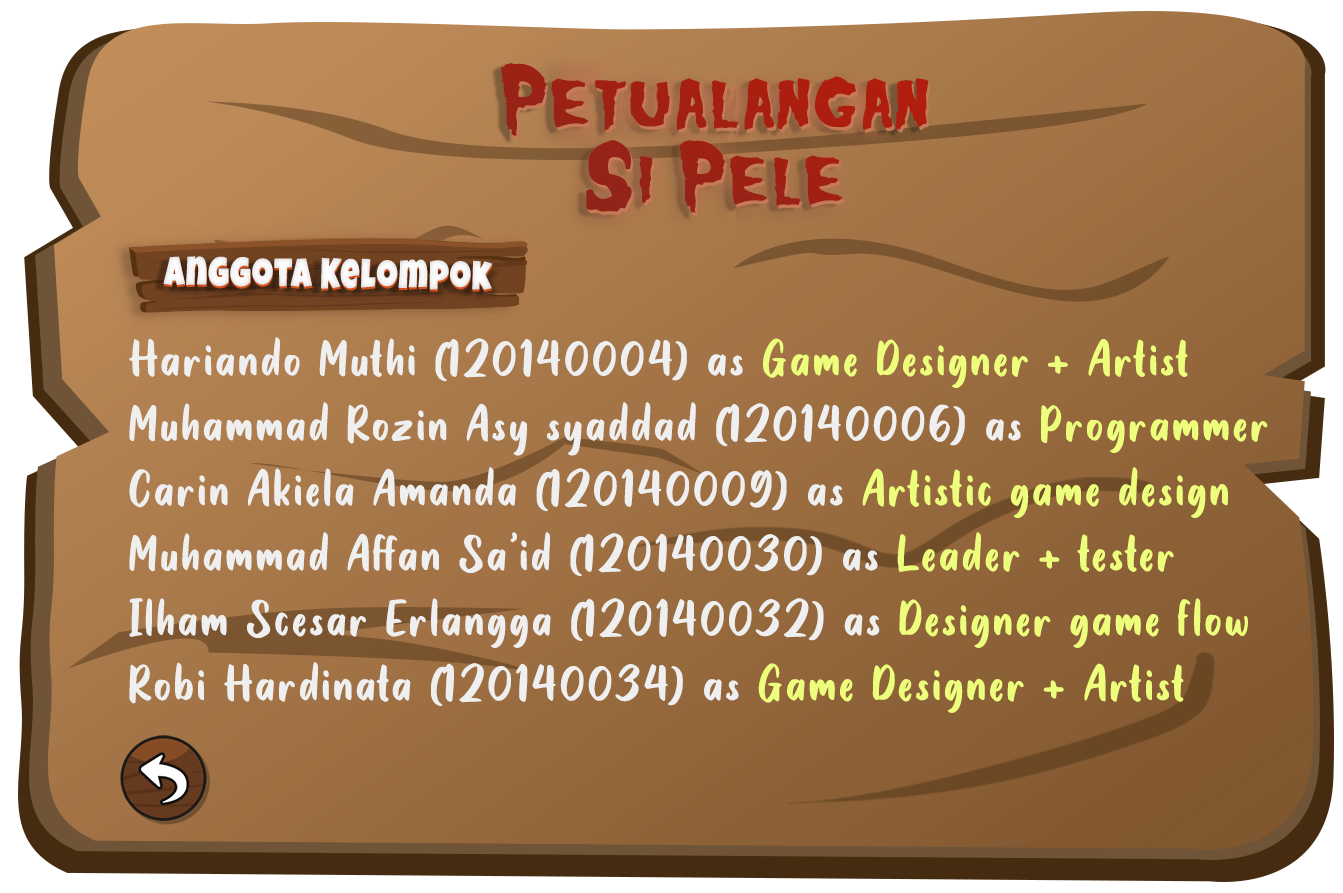 Petualangan
Si Pele
Anggota Kelompok
Hariando Muthi (120140004) as Game Designer + Artist
Muhammad Rozin Asy syaddad (120140006) as Programmer
Carin Akiela Amanda (120140009) as Artistic game design
Muhammad Affan Sa'id (120140030) as Leader + tester
Ilham Scesar Erlangga (120140032) as Designer game flow
Robi Hardinata (120140034) as Game Designer + Artist